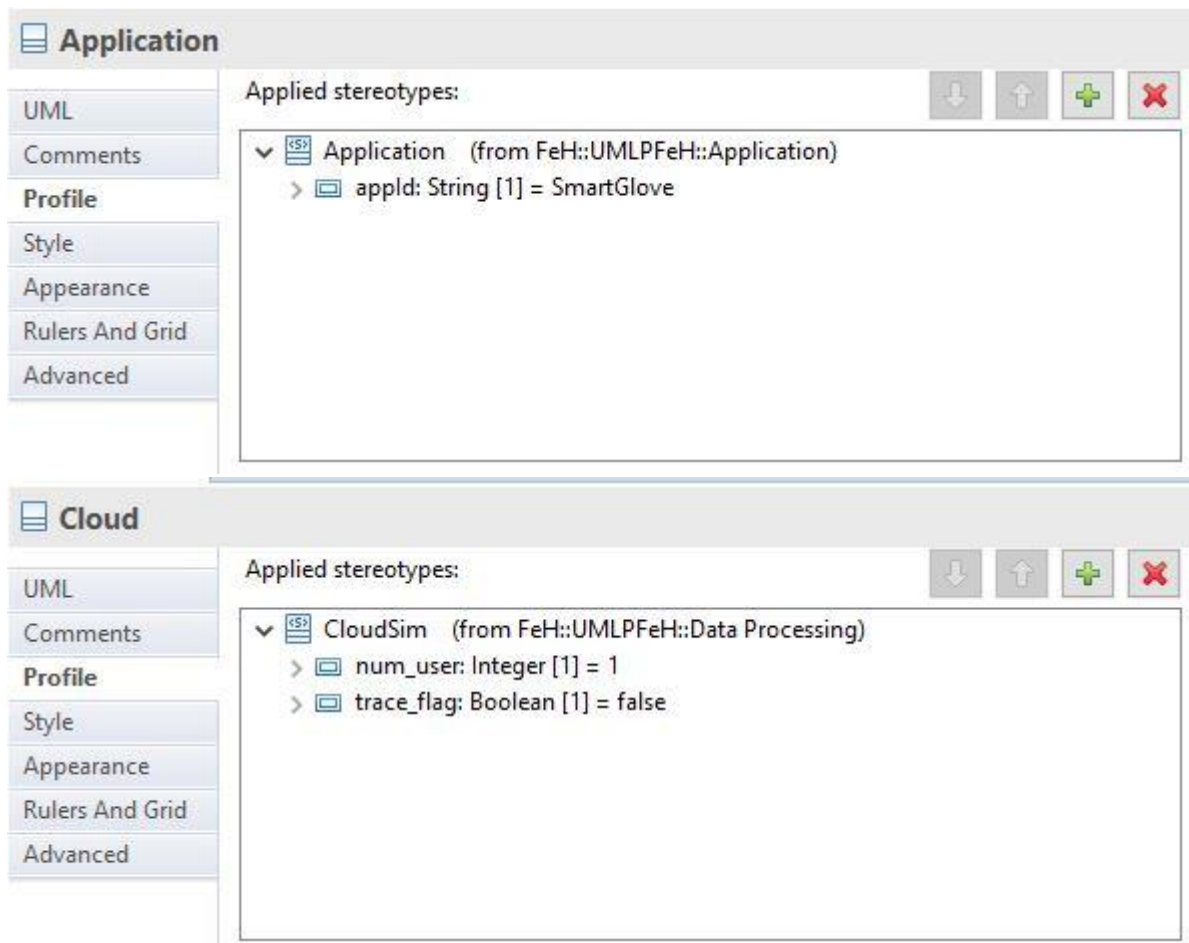 Application
Applied stereotypes:
UML
Comments
Profile
Style
Appearance
Rulers And Grid
Advanced
<S> Application (from FeH::UMLPFeH::Application)
appId: String [1] = SmartGlove
Cloud
Applied stereotypes:
UML
Comments
Profile
Style
Appearance
Rulers And Grid
Advanced
<S> CloudSim (from FeH::UMLPFeH::Data Processing)
num_user: Integer [1] = 1
trace_flag: Boolean [1] = false